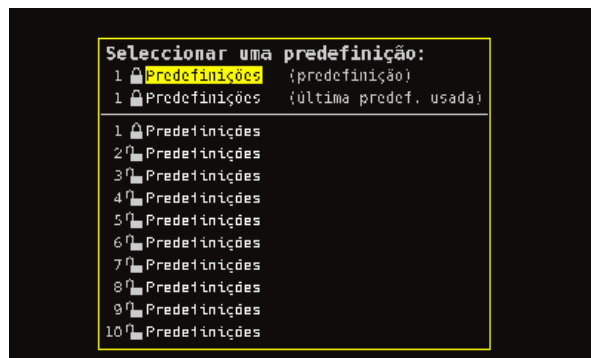 Seleccionar uma predefinição:
1 Predefinições (predefinição)
1 Predefinições (última predef. usada)
1 Predefinições
2 Predefinições
3 Predefinições
4 Predefinições
5 Predefinições
6 Predefinições
7 Predefinições
8 Predefinições
9 Predefinições
10 Predefinições